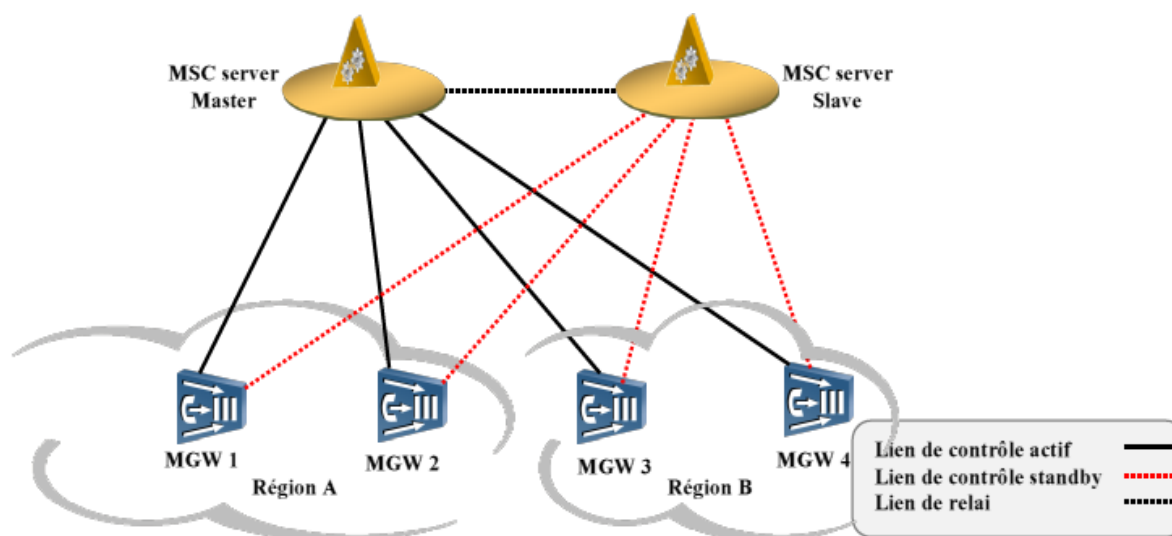 MSC server
Master
MSC server
Slave
MGW 1
MGW 2
MGW 3
MGW 4
Région A
Région B
Lien de contrôle actif
Lien de contrôle standby
Lien de relai